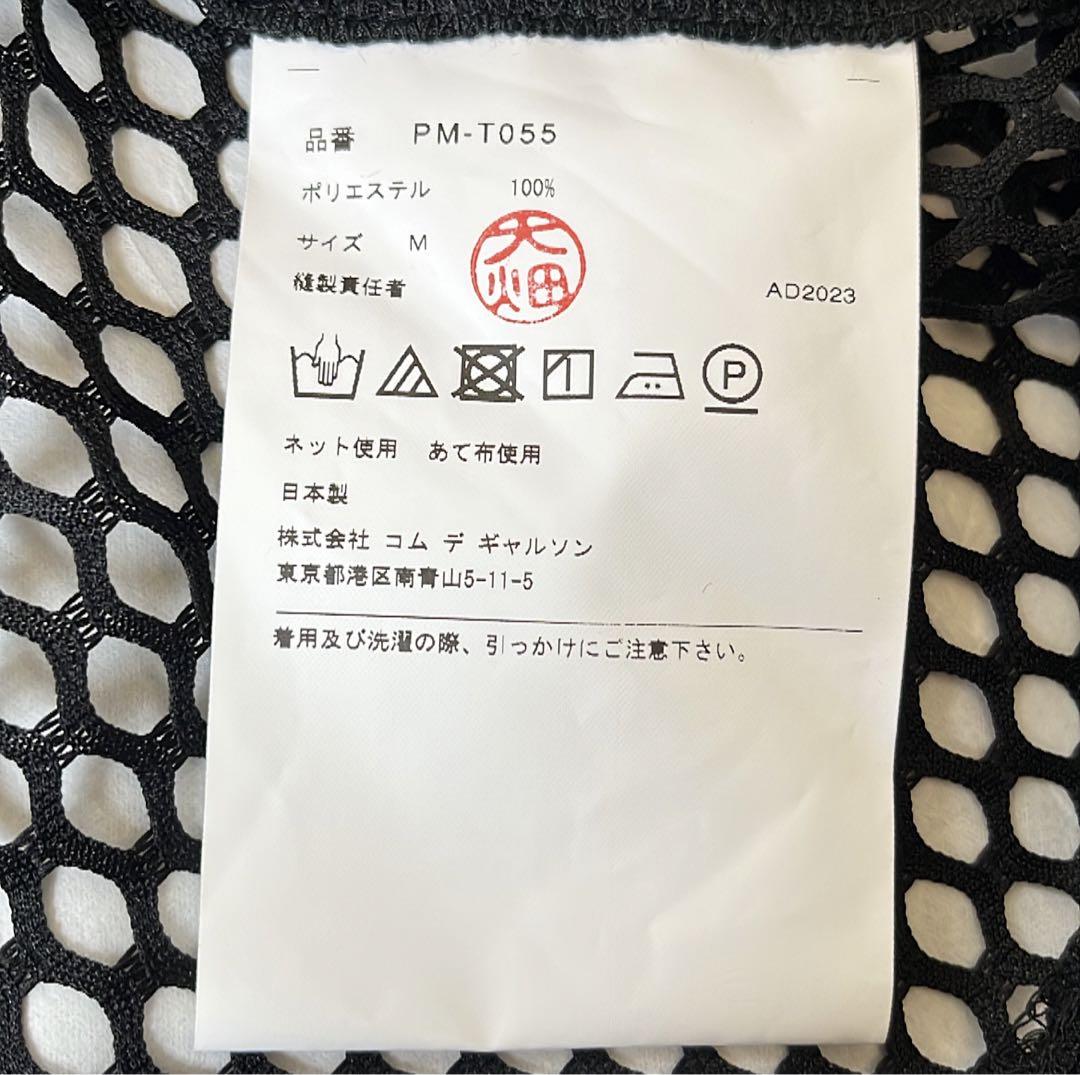 品番 PM-T055
ポリエステル 100%
サイズ M
大畑
縫製責任者
AD2023
P
ネット使用 あて布使用
日本製
株式会社 コム デ ギャルソン
東京都港区南青山5-11-5
着用及び洗濯の際、引っかけにご注意下さい。